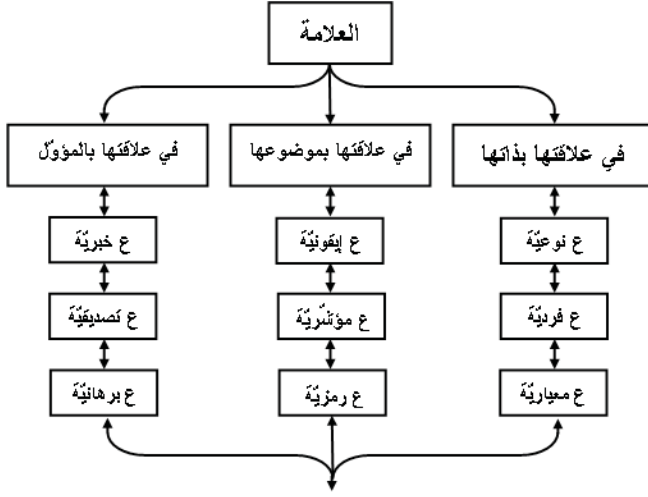 العلامة
في علاقتها بذاتها
في علاقتها بموضوعها
في علاقتها بالمؤوّل
ع نوعيّة
ع إيقونيّة
ع خبريّة
ع فرديّة
ع مؤشّريّة
ع تصديقيّة
ع معياريّة
ع رمزيّة
ع برهانيّة